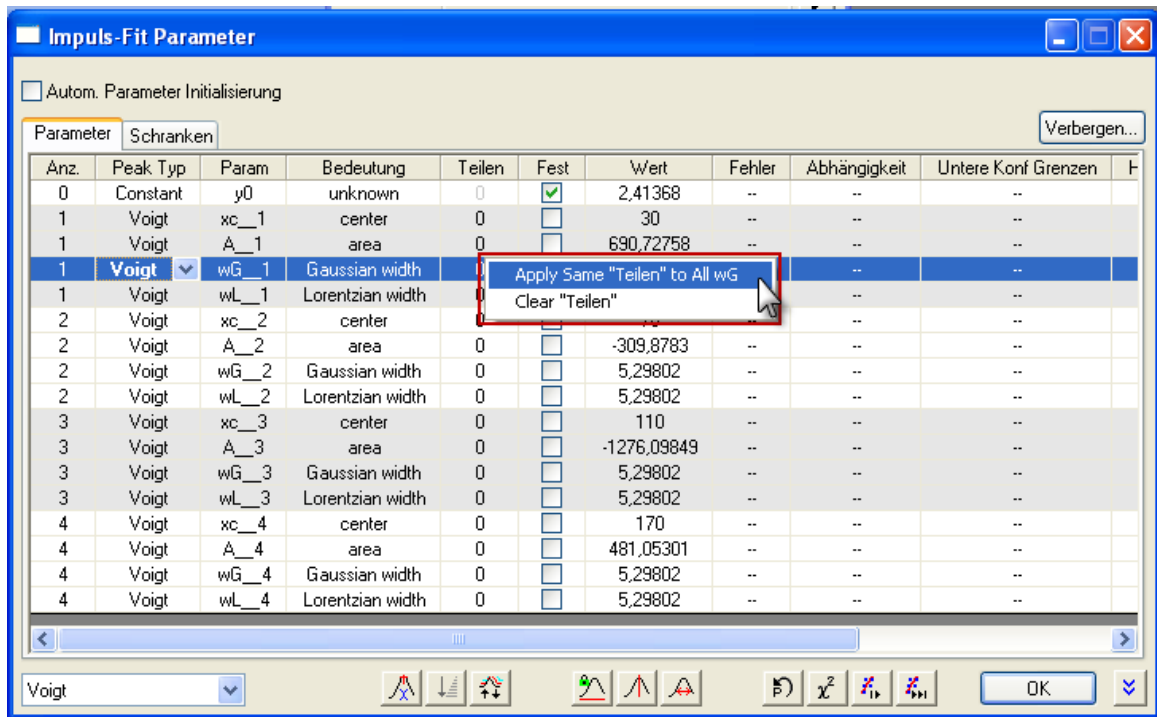 Impuls-Fit Parameter
Autom. Parameter Initialisierung
Parameter Schranken Verbergen...
Anz. Peak Typ Param Bedeutung Teilen Fest Wert Fehler Abhängigkeit Untere Konf Grenzen
0 Constant y0 unknown 0 2,41368 -- -- --
1 Voigt xc__1 center 0 30 -- -- --
1 Voigt A__1 area 0 690,72758 -- -- --
1 Voigt wG__1 Gaussian width -- --
Apply Same "Teilen" to All wG
1 Voigt wL__1 Lorentzian width -- --
Clear "Teilen"
2 Voigt xc__2 center -- -- --
2 Voigt A__2 area 0 -309,8783 -- -- --
2 Voigt wG__2 Gaussian width 0 5,29802 -- -- --
2 Voigt wL__2 Lorentzian width 0 5,29802 -- -- --
3 Voigt xc__3 center 0 110 -- -- --
3 Voigt A__3 area 0 -1276,09849 -- -- --
3 Voigt wG__3 Gaussian width 0 5,29802 -- -- --
3 Voigt wL__3 Lorentzian width 0 5,29802 -- -- --
4 Voigt xc__4 center 0 170 -- -- --
4 Voigt A__4 area 0 481,05301 -- -- --
4 Voigt wG__4 Gaussian width 0 5,29802 -- -- --
4 Voigt wL__4 Lorentzian width 0 5,29802 -- -- --
Voigt χ² OK